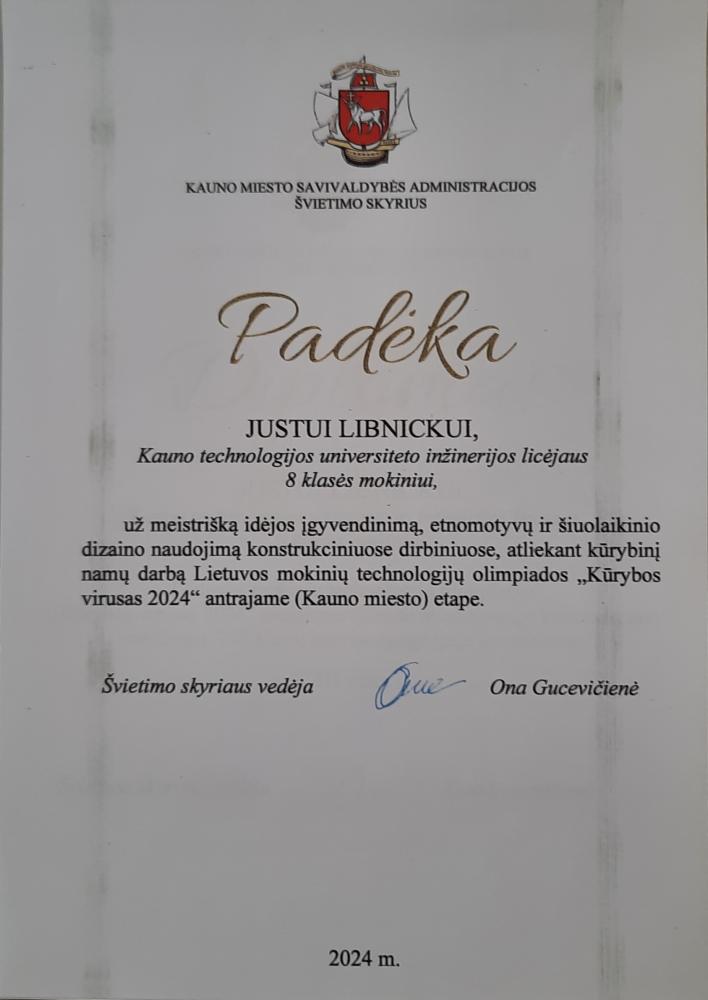 KAUNO MIESTO SAVIVALDYBĖS ADMINISTRACIJOS
ŠVIETIMO SKYRIUS
Padėka
JUSTUI LIBNICKUI,
Kauno technologijos universiteto inžinerijos licėjaus
8 klasės mokiniui,
už meistrišką idėjos įgyvendinimą, etnomotyvų ir šiuolaikinio
dizaino naudojimą konstrukciniuose dirbiniuose, atliekant kūrybinį
namų darbą Lietuvos mokinių technologijų olimpiados „Kūrybos
virusas 2024“ antrajame (Kauno miesto) etape.
Švietimo skyriaus vedėja Ona Gucevičienė
2024 m.